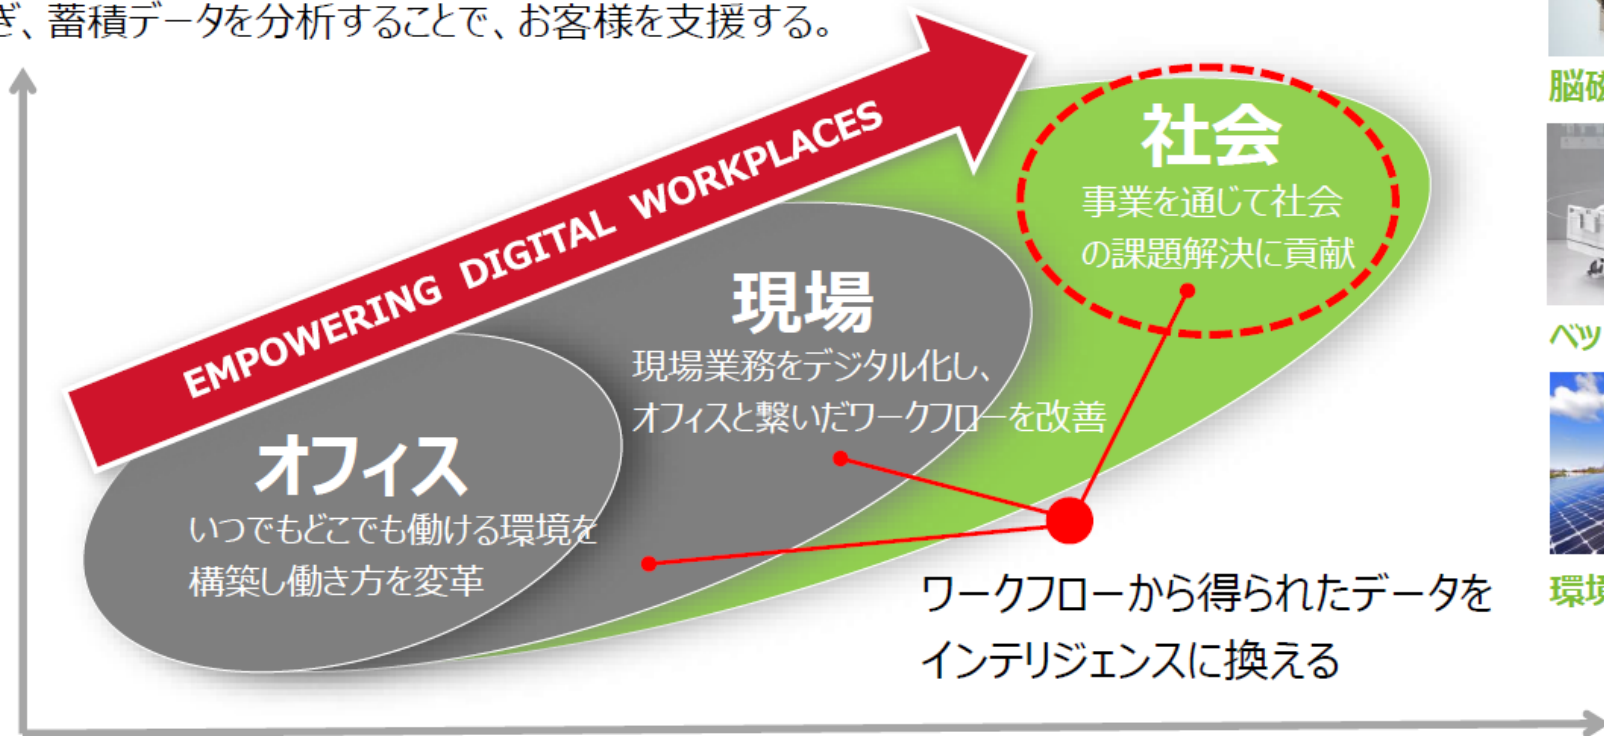 ぎ、蓄積データを分析することで、お客様を支援する。
EMPOWERING DIGITAL WORKPLACES
社会
事業を通じて社会
の課題解決に貢献
現場
現場業務をデジタル化し、
オフィスと繋いだワークフローを改善
オフィス
いつでもどこでも働ける環境を
構築し働き方を変革
ワークフローから得られたデータを
インテリジェンスに換える
脳磁
ベッ
環境